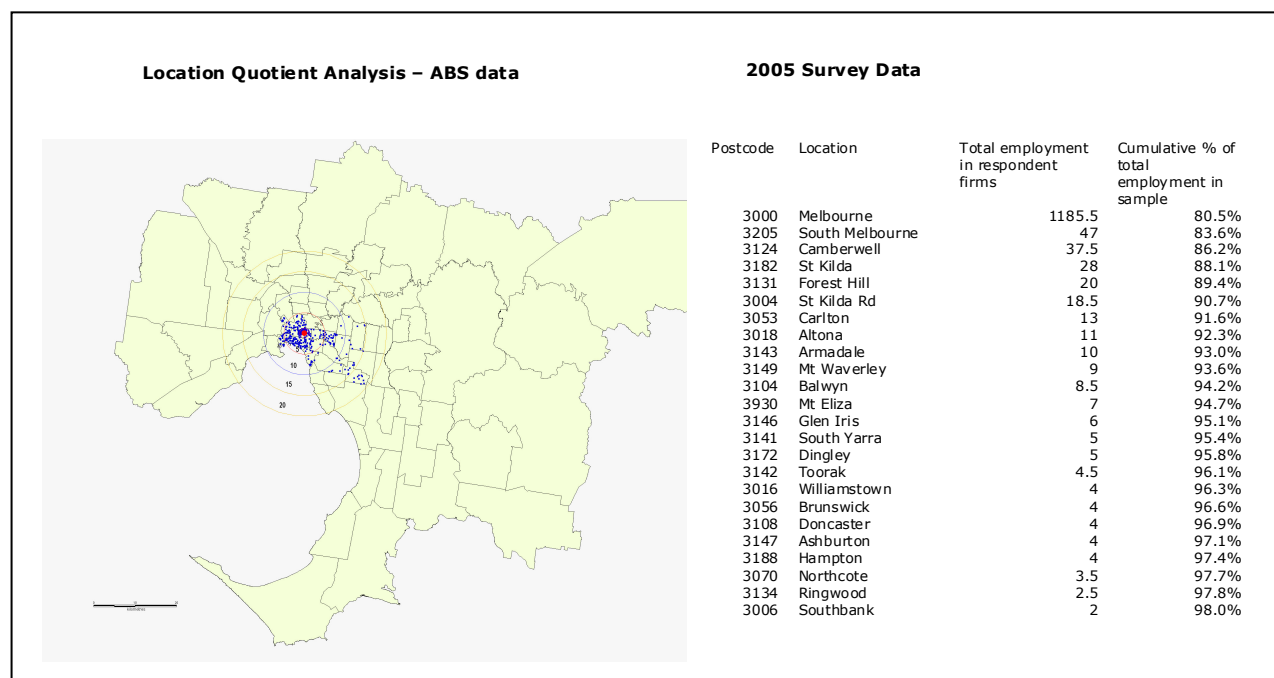 Location Quotient Analysis – ABS data
2005 Survey Data
10
15
20
Postcode Location Total employment in respondent firms Cumulative % of total employment in sample
3000 Melbourne 1185.5 80.5%
3205 South Melbourne 47 83.6%
3124 Camberwell 37.5 86.2%
3182 St Kilda 28 88.1%
3131 Forest Hill 20 89.4%
3004 St Kilda Rd 18.5 90.7%
3053 Carlton 13 91.6%
3018 Altona 11 92.3%
3143 Armadale 10 93.0%
3149 Mt Waverley 9 93.6%
3104 Balwyn 8.5 94.2%
3930 Mt Eliza 7 94.7%
3146 Glen Iris 6 95.1%
3141 South Yarra 5 95.4%
3172 Dingley 5 95.8%
3142 Toorak 4.5 96.1%
3016 Williamstown 4 96.3%
3056 Brunswick 4 96.6%
3108 Doncaster 4 96.9%
3147 Ashburton 4 97.1%
3188 Hampton 4 97.4%
3070 Northcote 3.5 97.7%
3134 Ringwood 2.5 97.8%
3006 Southbank 2 98.0%